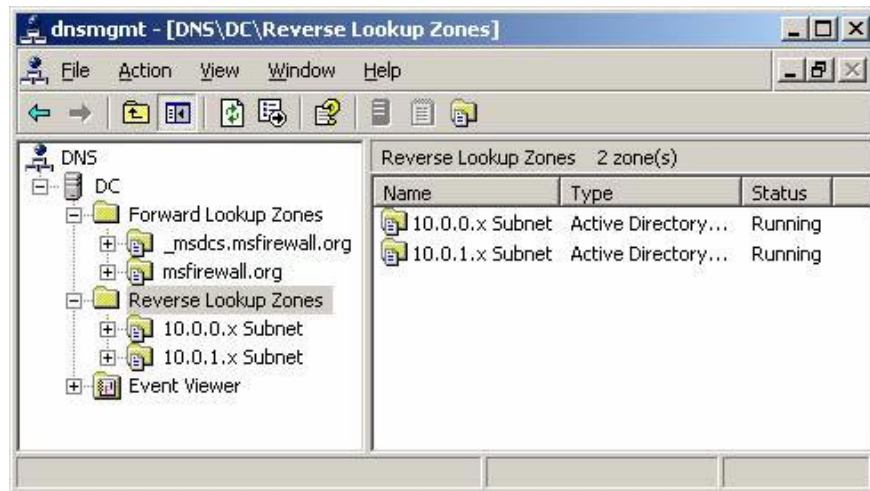 dnsmgmt - [DNS\DC\Reverse Lookup Zones]
File Action View Window Help
DNS
DC
Forward Lookup Zones
_msdcs.msfirewall.org
msfirewall.org
Reverse Lookup Zones
10.0.0.x Subnet
10.0.1.x Subnet
Event Viewer
Reverse Lookup Zones 2 zone(s)
Name Type Status
10.0.0.x Subnet Active Directory... Running
10.0.1.x Subnet Active Directory... Running